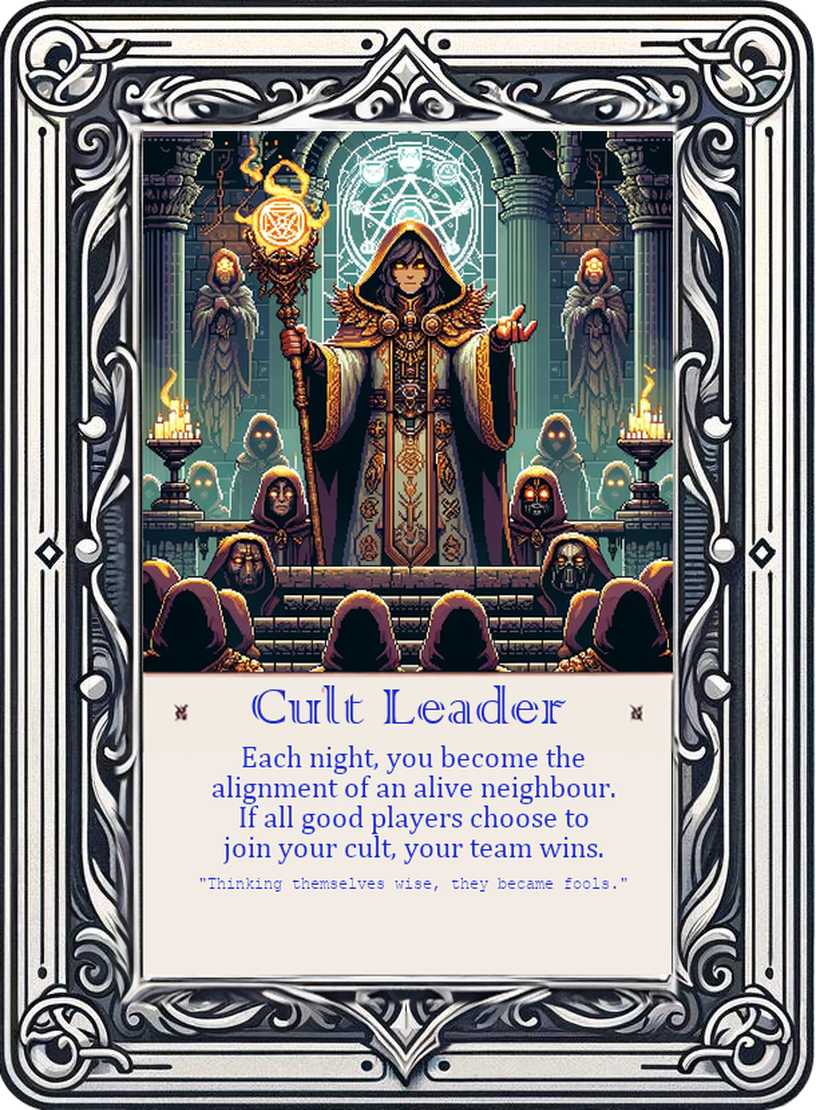 Cult Leader
Each night, you become the
alignment of an alive neighbour.
If all good players choose to
join your cult, your team wins.
"Thinking themselves wise, they became fools."